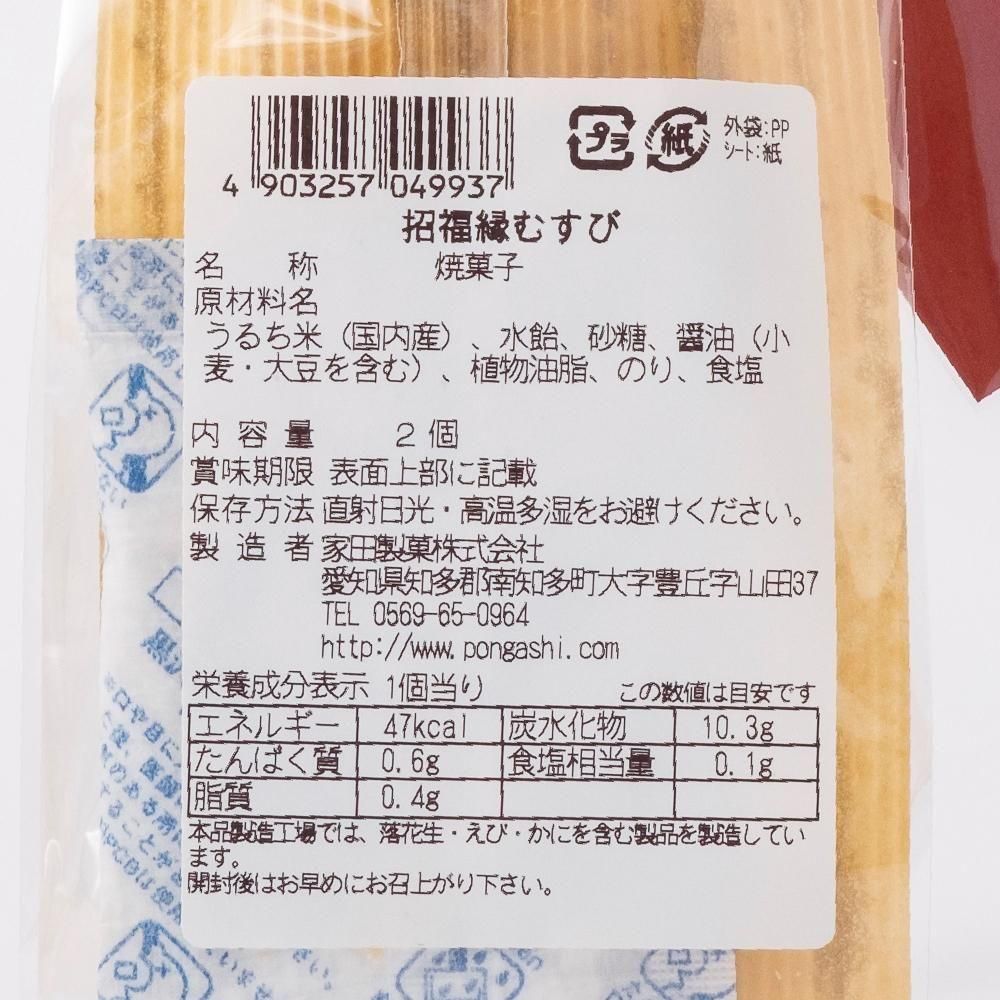 4 903257 049937
プラ
紙
外袋:PP
シート:紙
招福縁むすび
名 称 焼菓子
原材料名
うるち米（国内産）、水飴、砂糖、醤油（小
麦・大豆を含む）、植物油脂、のり、食塩
内容量 2個
賞味期限 表面上部に記載
保存方法 直射日光・高温多湿をお避けください。
製造者 家田製菓株式会社
愛知県知多郡南知多町大字豊丘字山田37
TEL 0569-65-0964
http://www.pongashi.com
栄養成分表示 1個当り この数値は目安です
エネルギー 47kcal 炭水化物 10.3g
たんぱく質 0.6g 食塩相当量 0.1g
脂質 0.4g
本品製造工場では、落花生・えび・かにを含む製品を製造してい
ます。
開封後はお早めにお召上がり下さい。